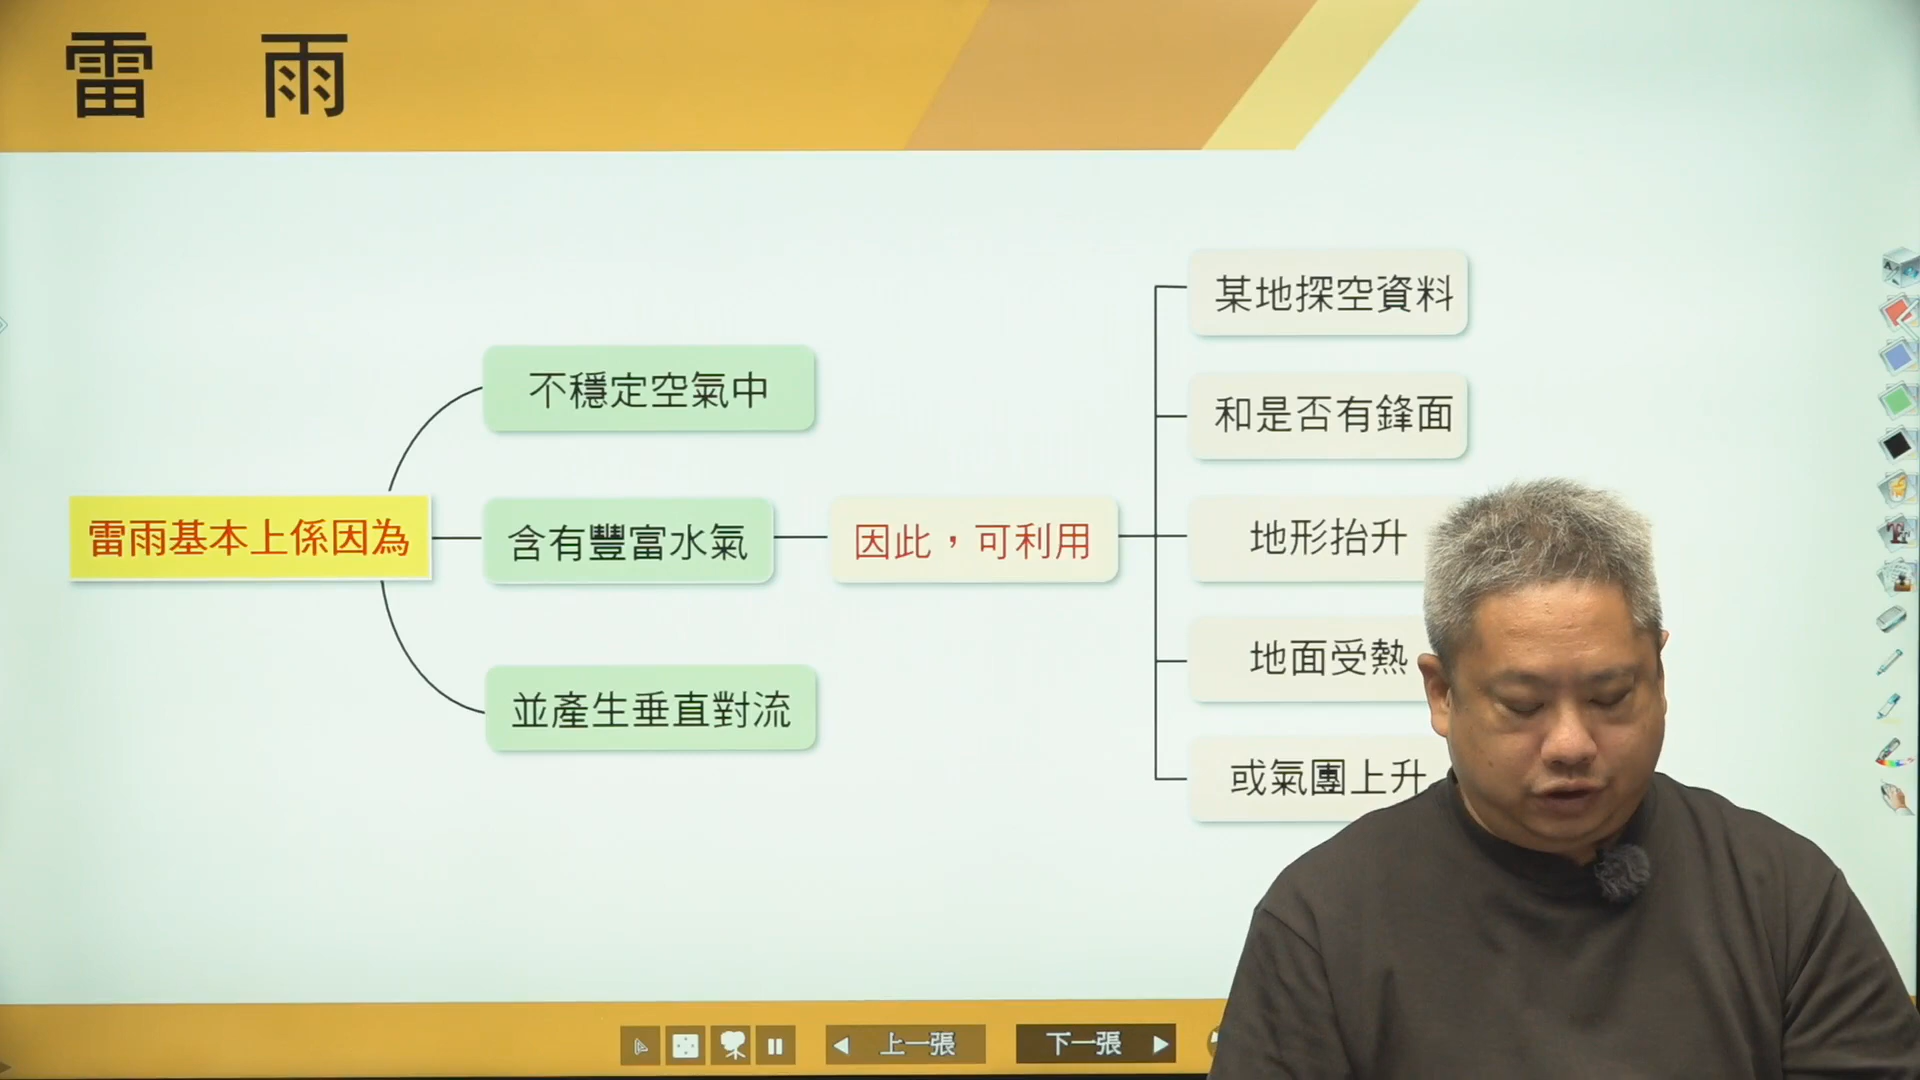 雷 雨
雷雨基本上係因為
不穩定空氣中
含有豐富水氣
並產生垂直對流
因此，可利用
某地探空資料
和是否有鋒面
地形抬升
地面受熱
或氣團上升
上一張
下一張